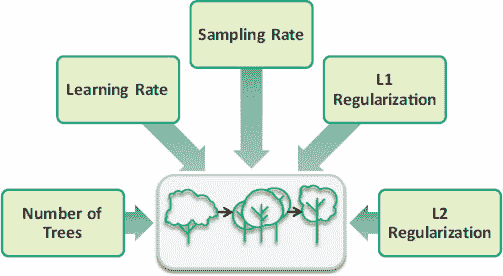 Sampling Rate
Learning Rate
L1
Regularization
Number of
Trees
L2
Regularization